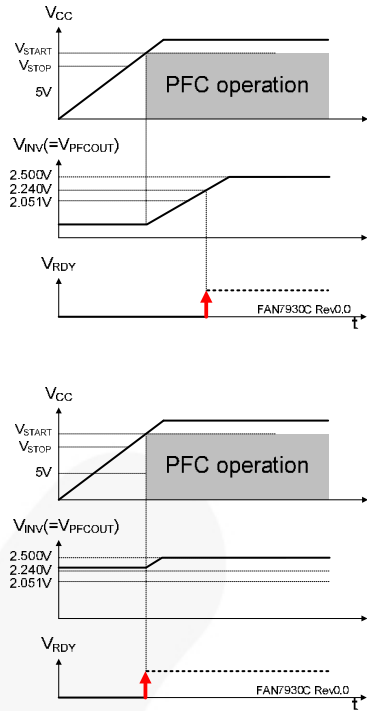 VCC
VSTART
VSTOP
5V
PFC operation
VINV(=VPFCOUT)
2.500V
2.240V
2.051V
VRDY
FAN7930C Rev0.0
t
VCC
VSTART
VSTOP
5V
PFC operation
VINV(=VPFCOUT)
2.500V
2.240V
2.051V
VRDY
FAN7930C Rev0.0
t